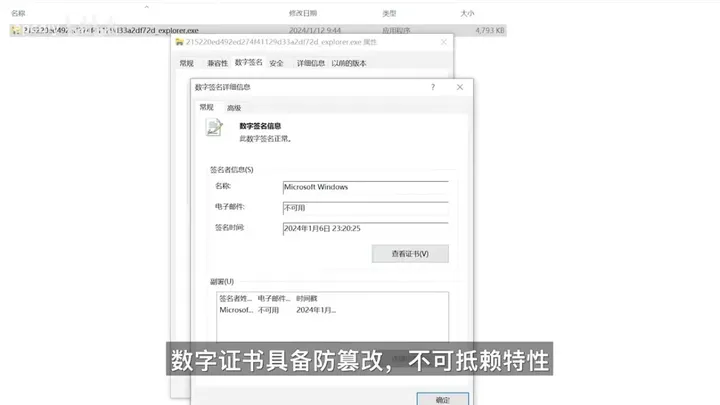 名称 修改日期 类型 大小
215220ed492ed274f41129d33a2df72d_explorer.exe 2024/1/12 9:44 应用程序 4,793 KB
215220ed492ed274f41129d33a2df72d_explorer.exe 属性
常规 兼容性 数字签名 安全 详细信息 以前的版本
数字签名详细信息 ?
常规 高级
数字签名信息
此数字签名正常。
签名者信息(S)
名称: Microsoft Windows
电子邮件: 不可用
签名时间: 2024年1月6日 23:20:25
查看证书(V)
副署(U)
签名者姓... 电子邮件... 时间戳
Microsof... 不可用 2024年1月...
数字证书具备防篡改，不可抵赖特性
确定